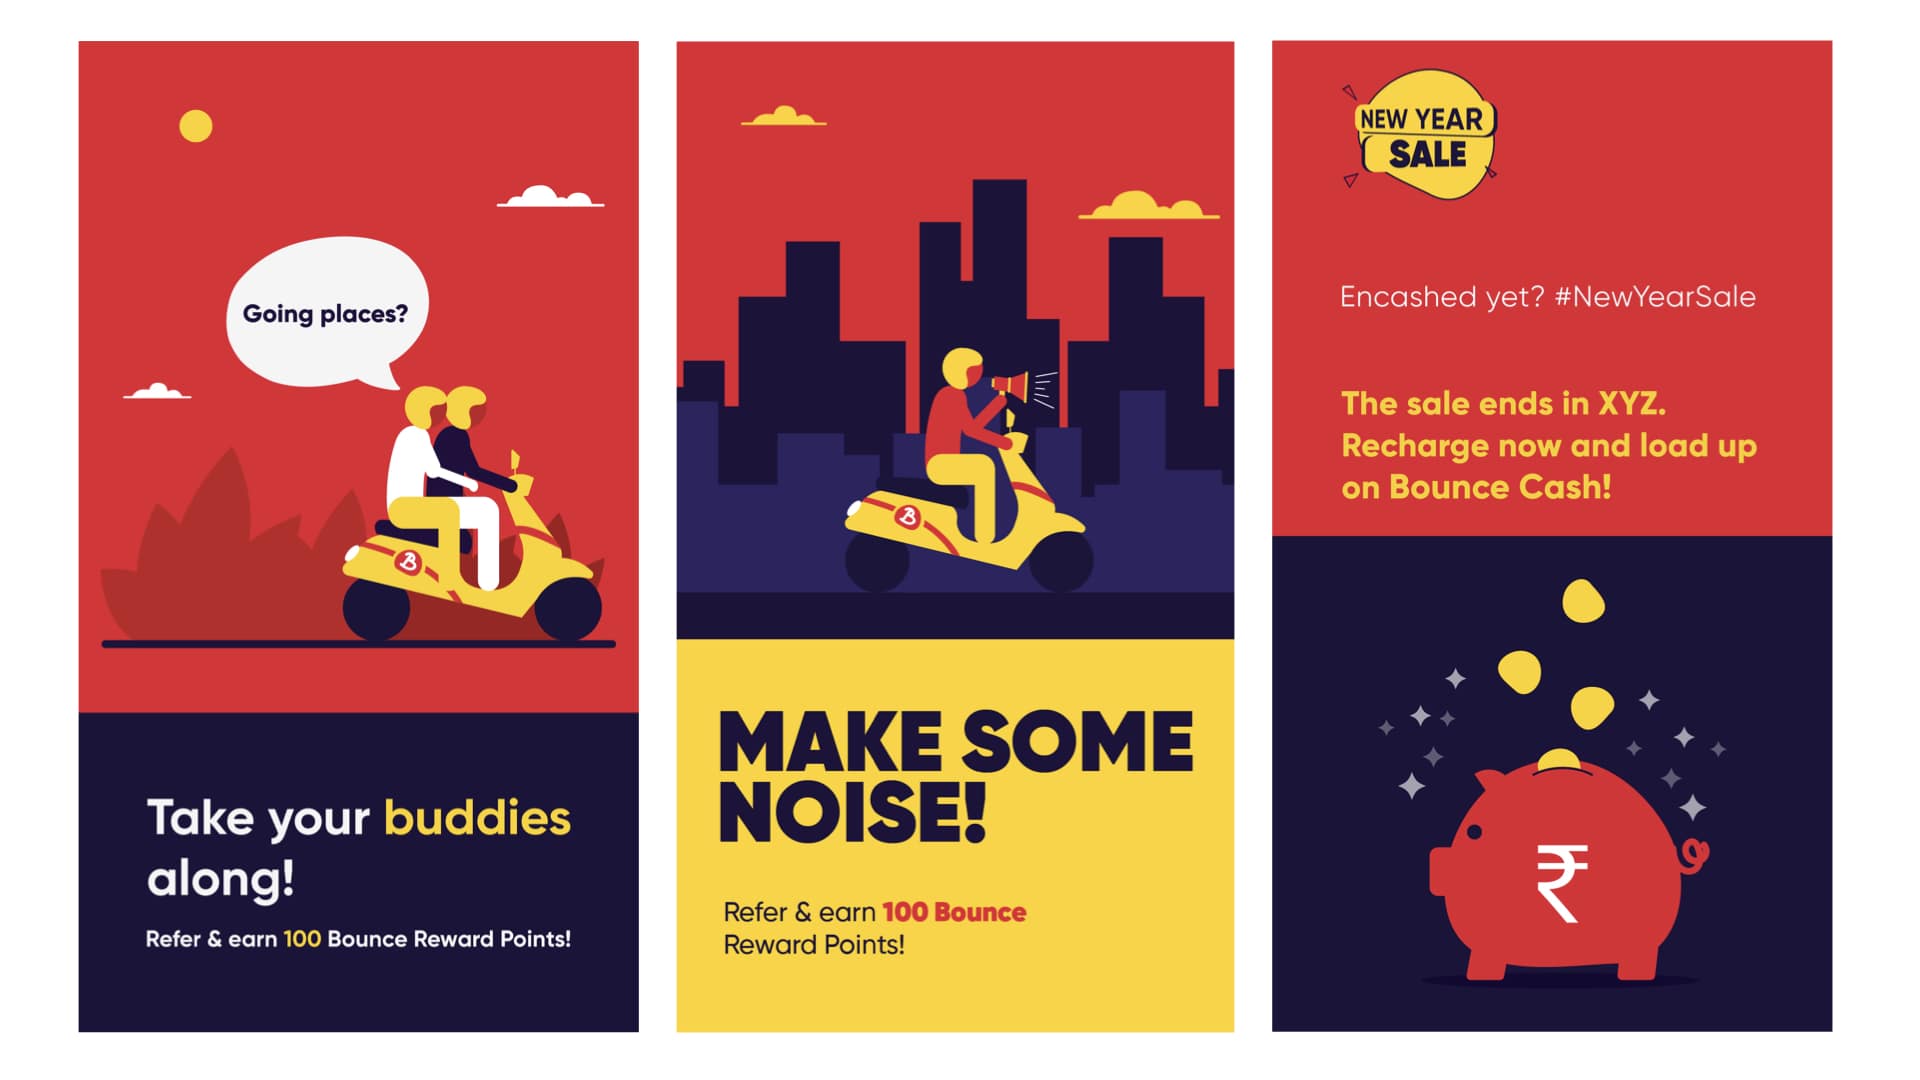 Going places?
B
Take your buddies
along!
Refer & earn 100 Bounce Reward Points!
B
MAKE SOME
NOISE!
Refer & earn 100 Bounce
Reward Points!
NEW YEAR
SALE
Encashed yet? #NewYearSale
The sale ends in XYZ.
Recharge now and load up
on Bounce Cash!
₹